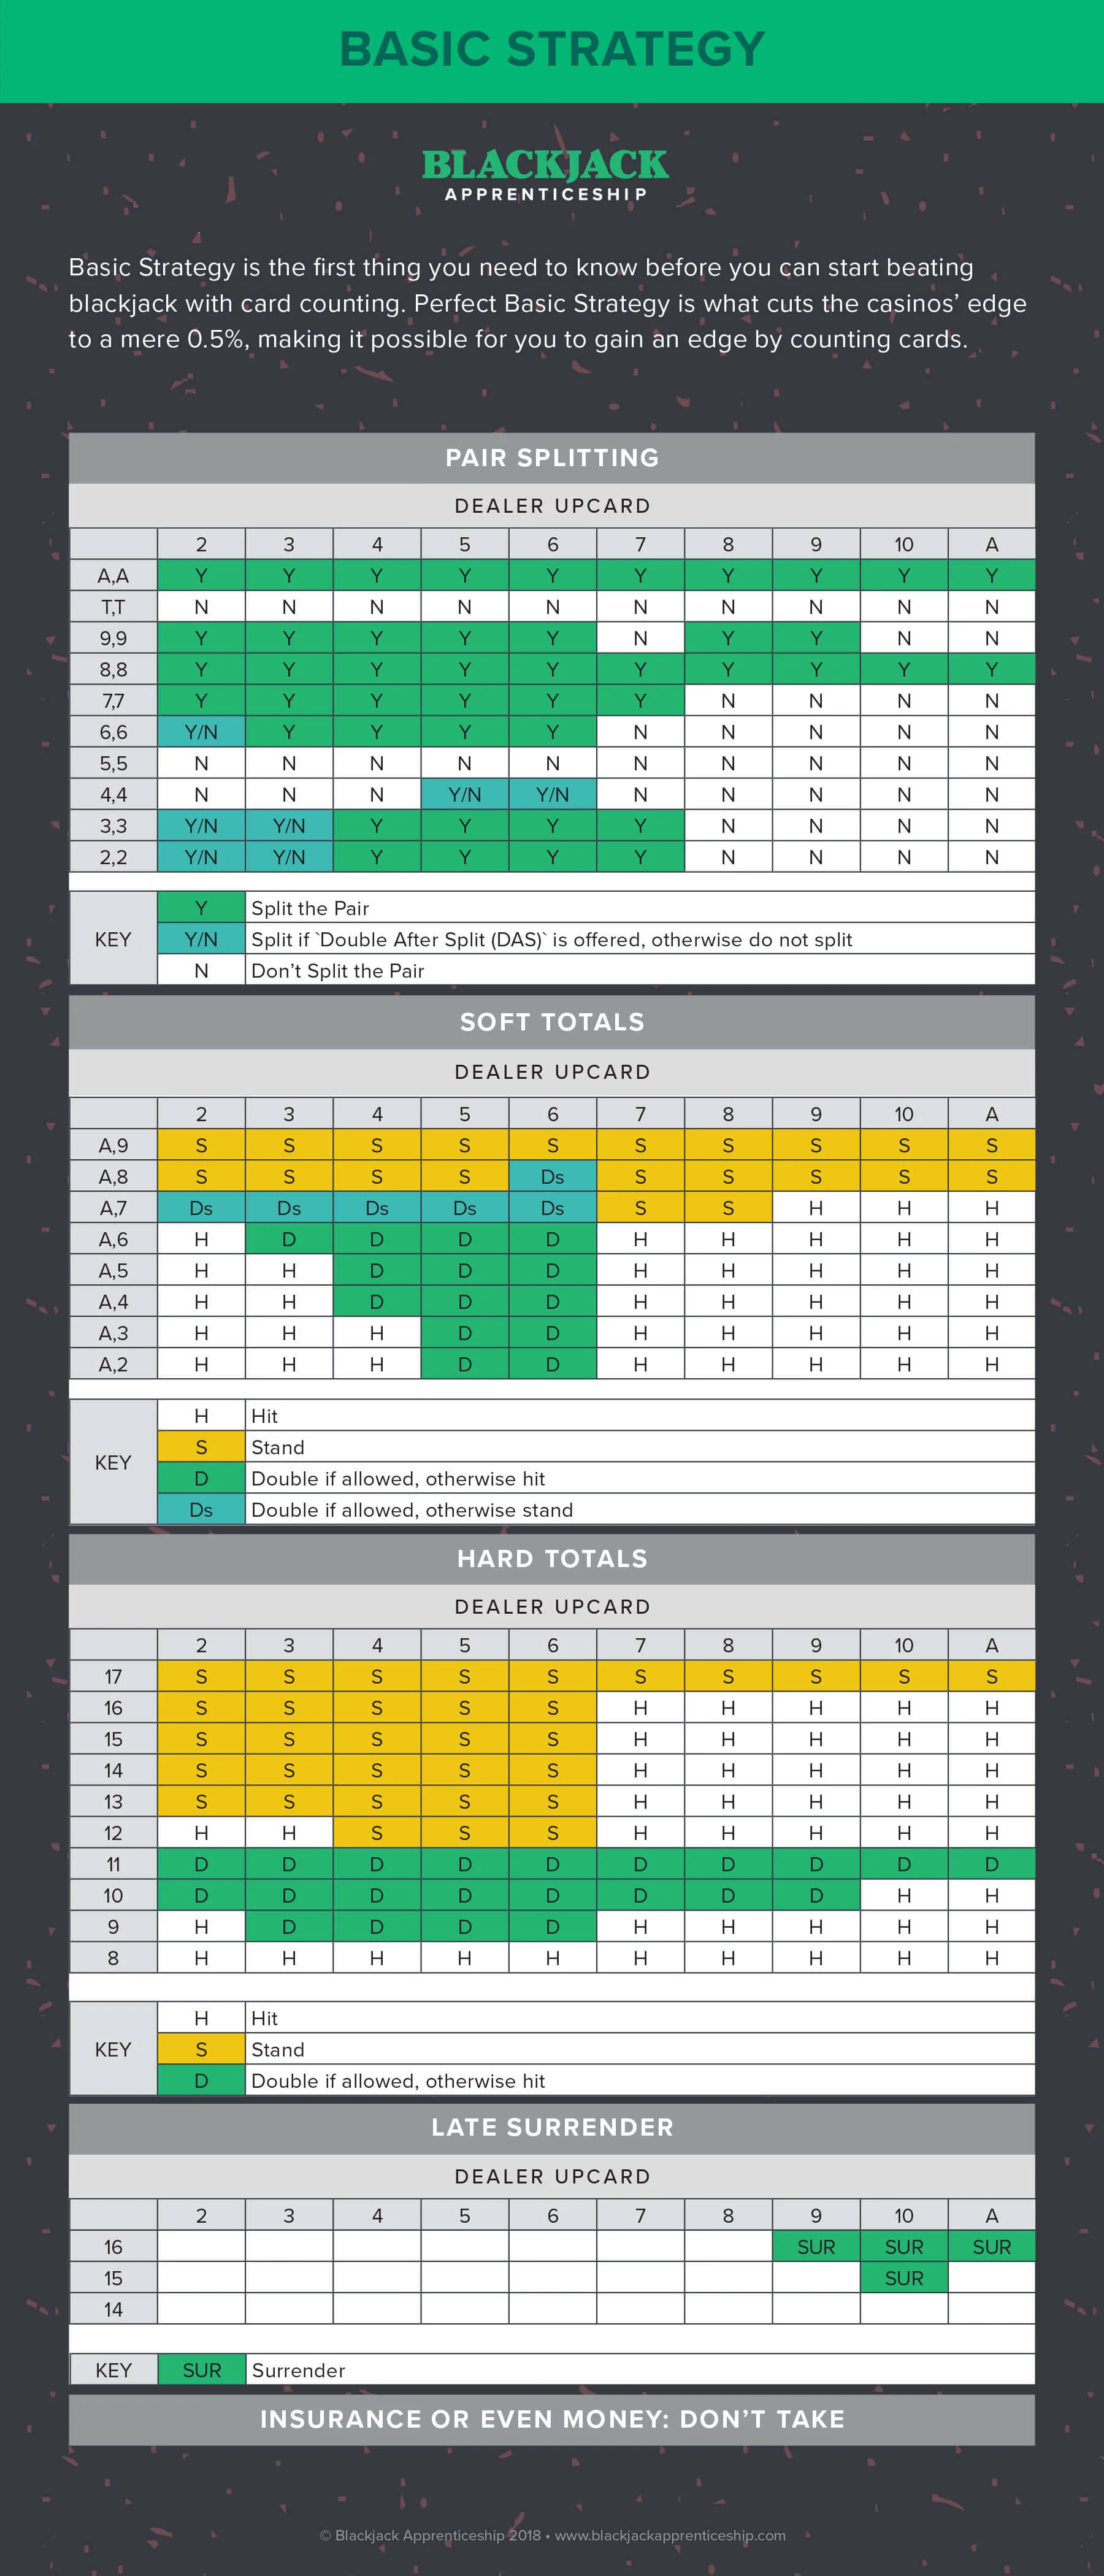 BASIC STRATEGY
BLACKJACK
APPRENTICESHIP
Basic Strategy is the first thing you need to know before you can start beating
blackjack with card counting. Perfect Basic Strategy is what cuts the casinos’ edge
to a mere 0.5%, making it possible for you to gain an edge by counting cards.
PAIR SPLITTING
DEALER UPCARD
2 3 4 5 6 7 8 9 10 A
A,A Y Y Y Y Y Y Y Y Y Y
T,T N N N N N N N N N N
9,9 Y Y Y Y Y N Y Y N N
8,8 Y Y Y Y Y Y Y Y Y Y
7,7 Y Y Y Y Y Y N N N N
6,6 Y/N Y Y Y Y N N N N N
5,5 N N N N N N N N N N
4,4 N N N Y/N Y/N N N N N N
3,3 Y/N Y/N Y Y Y Y N N N N
2,2 Y/N Y/N Y Y Y Y N N N N
KEY
Y Split the Pair
Y/N Split if `Double After Split (DAS)` is offered, otherwise do not split
N Don’t Split the Pair
SOFT TOTALS
DEALER UPCARD
2 3 4 5 6 7 8 9 10 A
A,9 S S S S S S S S S S
A,8 S S S S Ds S S S S S
A,7 Ds Ds Ds Ds Ds S S H H H
A,6 H D D D D H H H H H
A,5 H H D D D H H H H H
A,4 H H D D D H H H H H
A,3 H H H D D H H H H H
A,2 H H H D D H H H H H
KEY
H Hit
S Stand
D Double if allowed, otherwise hit
Ds Double if allowed, otherwise stand
HARD TOTALS
DEALER UPCARD
2 3 4 5 6 7 8 9 10 A
17 S S S S S S S S S S
16 S S S S S H H H H H
15 S S S S S H H H H H
14 S S S S S H H H H H
13 S S S S S H H H H H
12 H H S S S H H H H H
11 D D D D D D D D D D
10 D D D D D D D D H H
9 H D D D D H H H H H
8 H H H H H H H H H H
KEY
H Hit
S Stand
D Double if allowed, otherwise hit
LATE SURRENDER
DEALER UPCARD
2 3 4 5 6 7 8 9 10 A
16 SUR SUR SUR
15 SUR
14
KEY SUR Surrender
INSURANCE OR EVEN MONEY: DON’T TAKE
© Blackjack Apprenticeship 2018 • www.blackjackapprenticeship.com